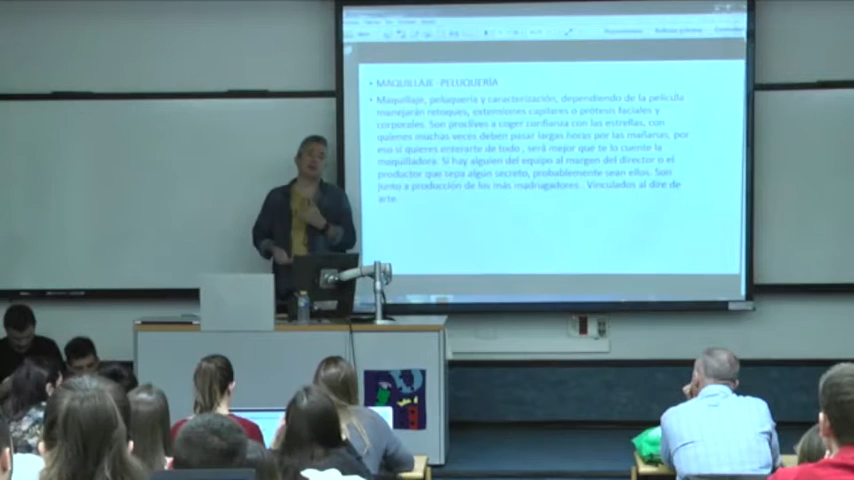 • MAQUILLAJE - PELUQUERÍA
• Maquillaje, peluquería y caracterización, dependiendo de la película
manejarán retoques, extensiones capilares o prótesis faciales y
corporales. Son proclives a coger confianza con las estrellas, con
quienes muchas veces deben pasar largas horas por las mañanas, por
eso si quieres enterarte de todo , será mejor que te lo cuente la
maquilladora. Si hay alguien del equipo al margen del director o el
productor que sepa algún secreto, probablemente sean ellos. Son
junto a producción de los más madrugadores . Vinculados al dire de
arte.